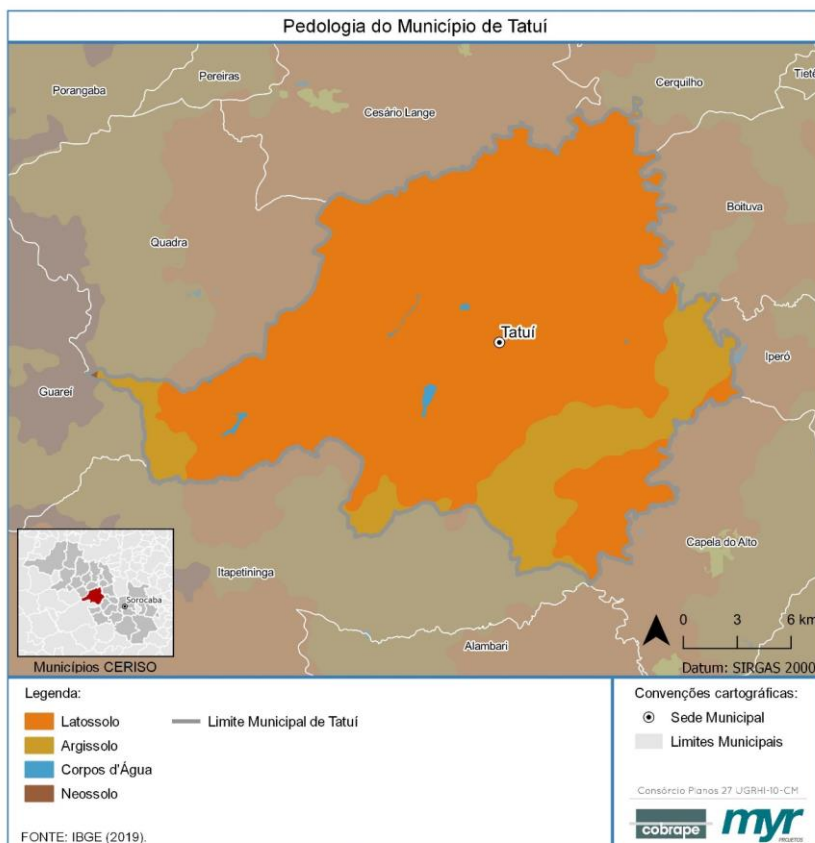 Pedologia do Município de Tatuí
Porangaba
Pereiras
Cesário Lange
Cerquilho
Tietê
Quadra
Boituva
Tatuí
Iperó
Guareí
Capela do Alto
Itapetininga
Alambari
Sorocaba
Municípios CERISO
0 3 6 km
Datum: SIRGAS 2000
Legenda:
Latossolo
Limite Municipal de Tatuí
Argissolo
Corpos d'Água
Neossolo
FONTE: IBGE (2019).
Convenções cartográficas:
Sede Municipal
Limites Municipais
Consórcio Planos 27 UGRHI-10-CM
cobrape
myr
PROJETOS